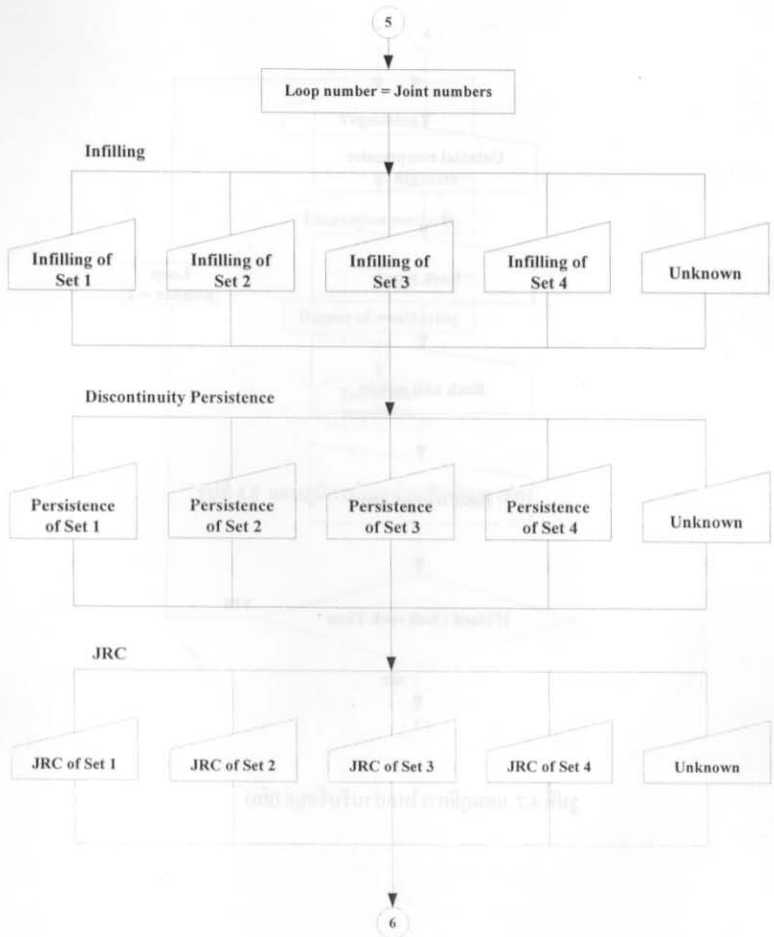 5
Loop number = Joint numbers
Infilling
Infilling of
Set 1
Infilling of
Set 2
Infilling of
Set 3
Infilling of
Set 4
Unknown
Discontinuity Persistence
Persistence
of Set 1
Persistence
of Set 2
Persistence
of Set 3
Persistence
of Set 4
Unknown
JRC
JRC of Set 1
JRC of Set 2
JRC of Set 3
JRC of Set 4
Unknown
6